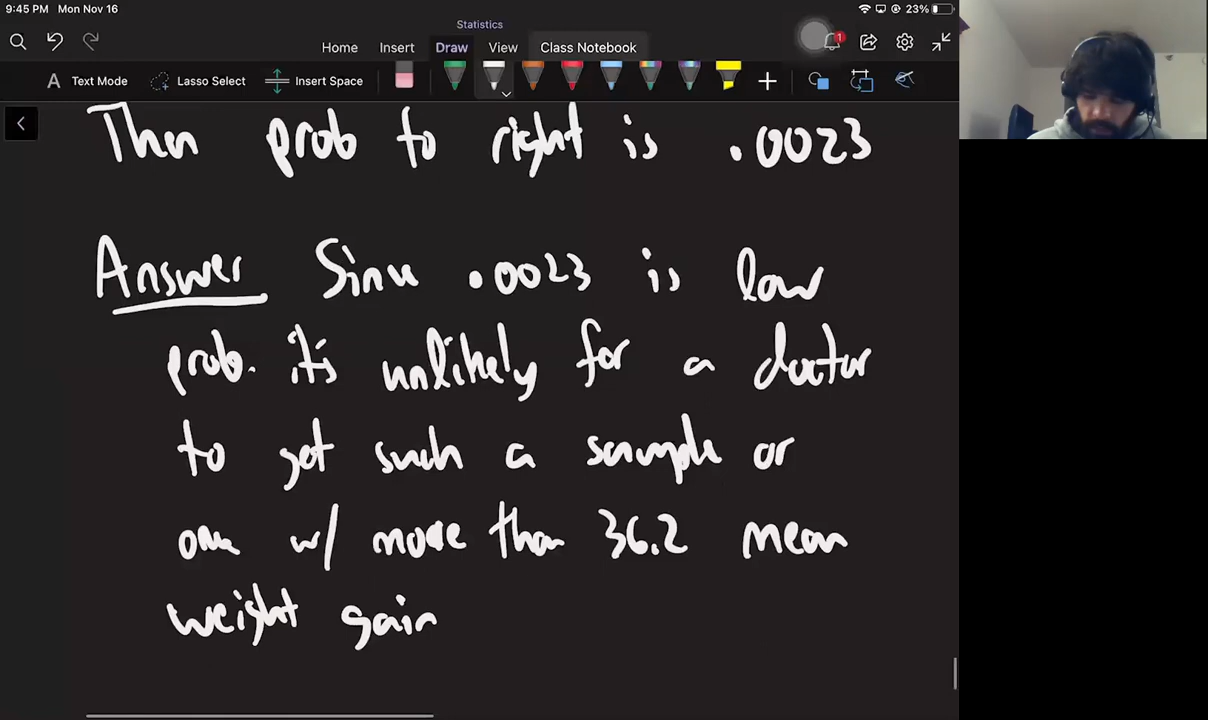 9:45 PM Mon Nov 16
23%
Statistics
Home Insert Draw View Class Notebook
1
A Text Mode Lasso Select Insert Space
Then prob to right is .0023
Answer Since .0023 is low
prob. it's unlikely for a doctor
to get such a sample or
one w/ more than 36.2 mean
weight gain